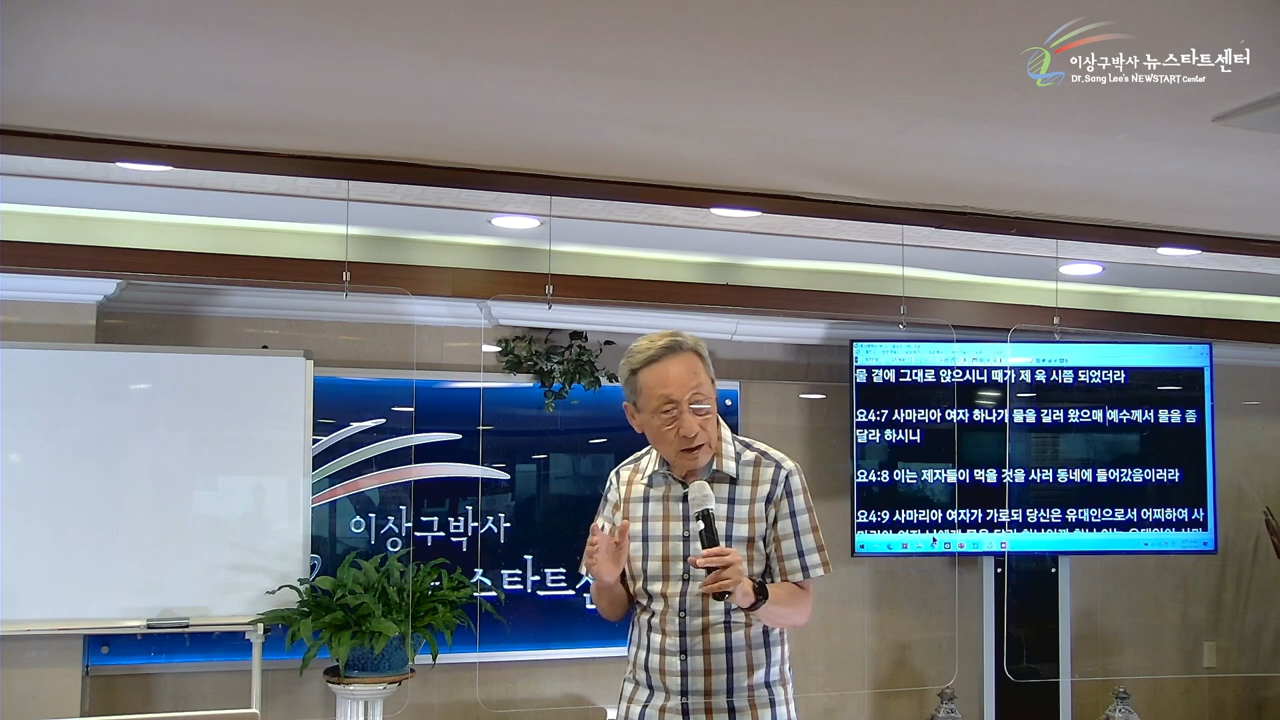 이상구박사 뉴스타트센터
Dr. Sang Lee's NEWSTART Center
이상구박사
스타트센
물 곁에 그대로 앉으시니 때가 제 육 시쯤 되었더라
요4:7 사마리아 여자 하나가 물을 길러 왔으매 예수께서 물을 좀
달라 하시니
요4:8 이는 제자들이 먹을 것을 사러 동네에 들어갔음이러라
요4:9 사마리아 여자가 가로되 당신은 유대인으로서 어찌하여 사